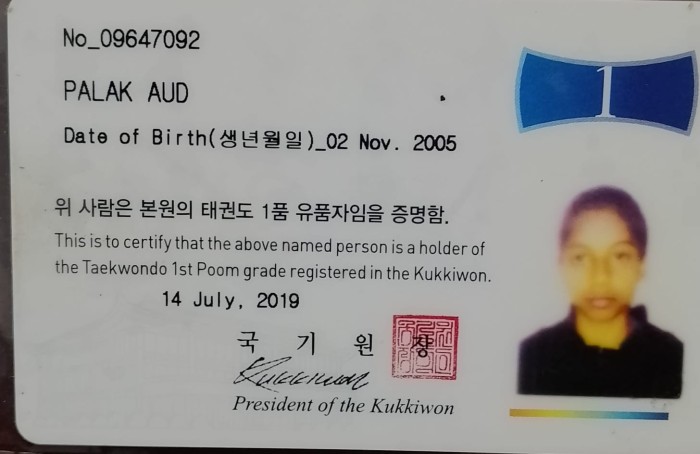 No_09647092
1
PALAK AUD
Date of Birth(생년월일)_02 Nov. 2005
위 사람은 본원의 태권도 1품 유품자임을 증명함.
This is to certify that the above named person is a holder of
the Taekwondo 1st Poom grade registered in the Kukkiwon.
14 July, 2019
국 기 원 장
Kukkiwon
President of the Kukkiwon